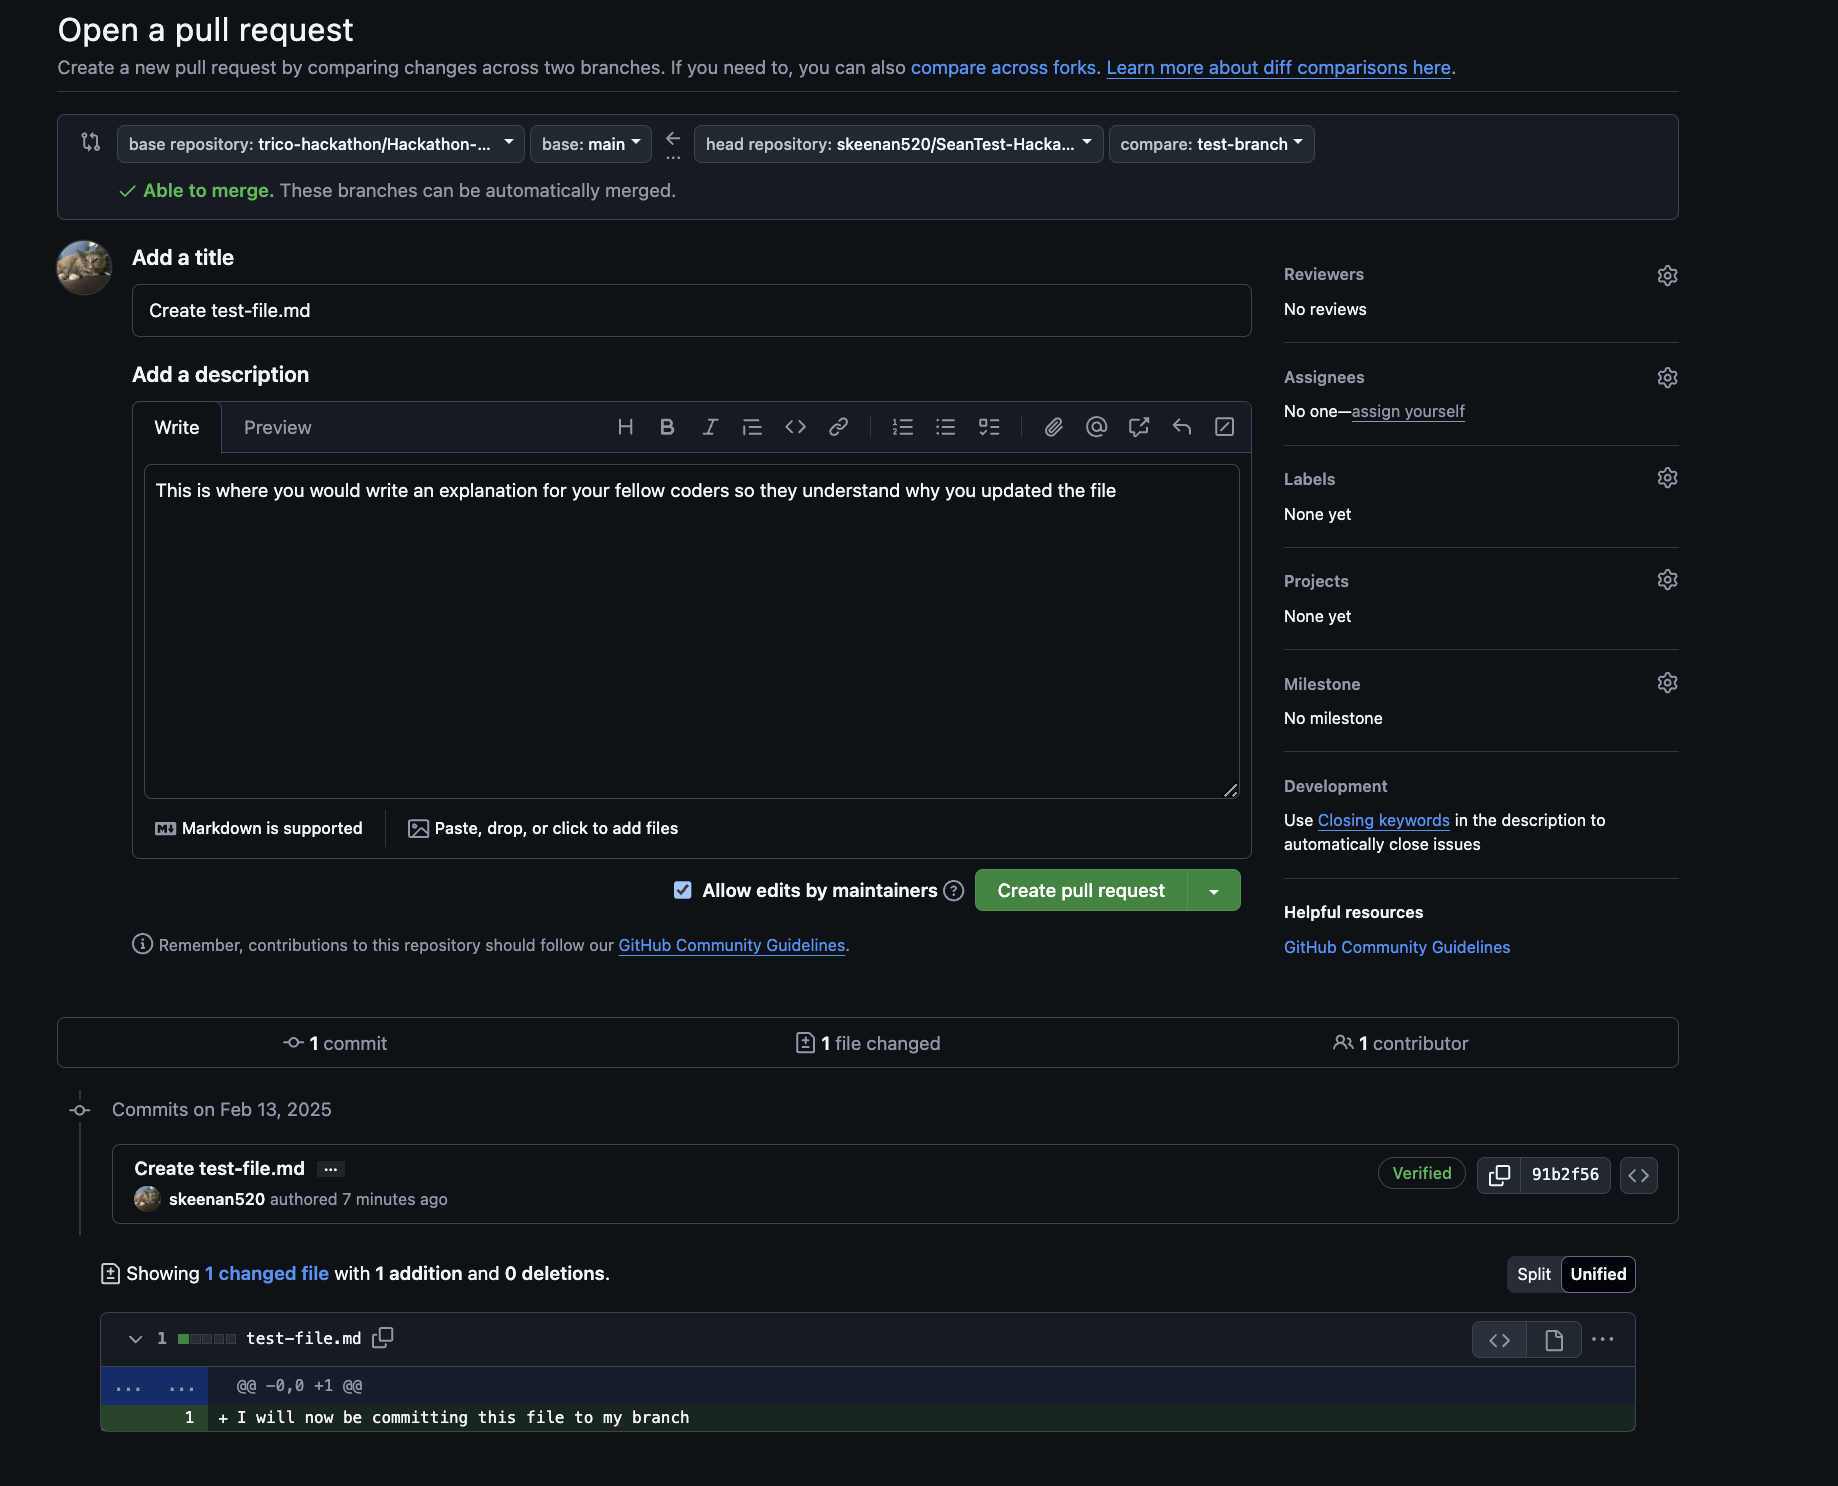 Open a pull request
Create a new pull request by comparing changes across two branches. If you need to, you can also compare across forks. Learn more about diff comparisons here.
base repository: trico-hackathon/Hackathon-... base: main ... head repository: skeenan520/SeanTest-Hacka... compare: test-branch
Able to merge. These branches can be automatically merged.
Add a title
Create test-file.md
Add a description
Write Preview
This is where you would write an explanation for your fellow coders so they understand why you updated the file
Markdown is supported Paste, drop, or click to add files
Allow edits by maintainers Create pull request
Remember, contributions to this repository should follow our GitHub Community Guidelines.
Reviewers
No reviews
Assignees
No one—assign yourself
Labels
None yet
Projects
None yet
Milestone
No milestone
Development
Use Closing keywords in the description to
automatically close issues
Helpful resources
GitHub Community Guidelines
1 commit 1 file changed 1 contributor
Commits on Feb 13, 2025
Create test-file.md ...
skeenan520 authored 7 minutes ago
Verified 91b2f56
Showing 1 changed file with 1 addition and 0 deletions.
Split Unified
1 test-file.md
... ... @@ -0,0 +1 @@
1 + I will now be committing this file to my branch